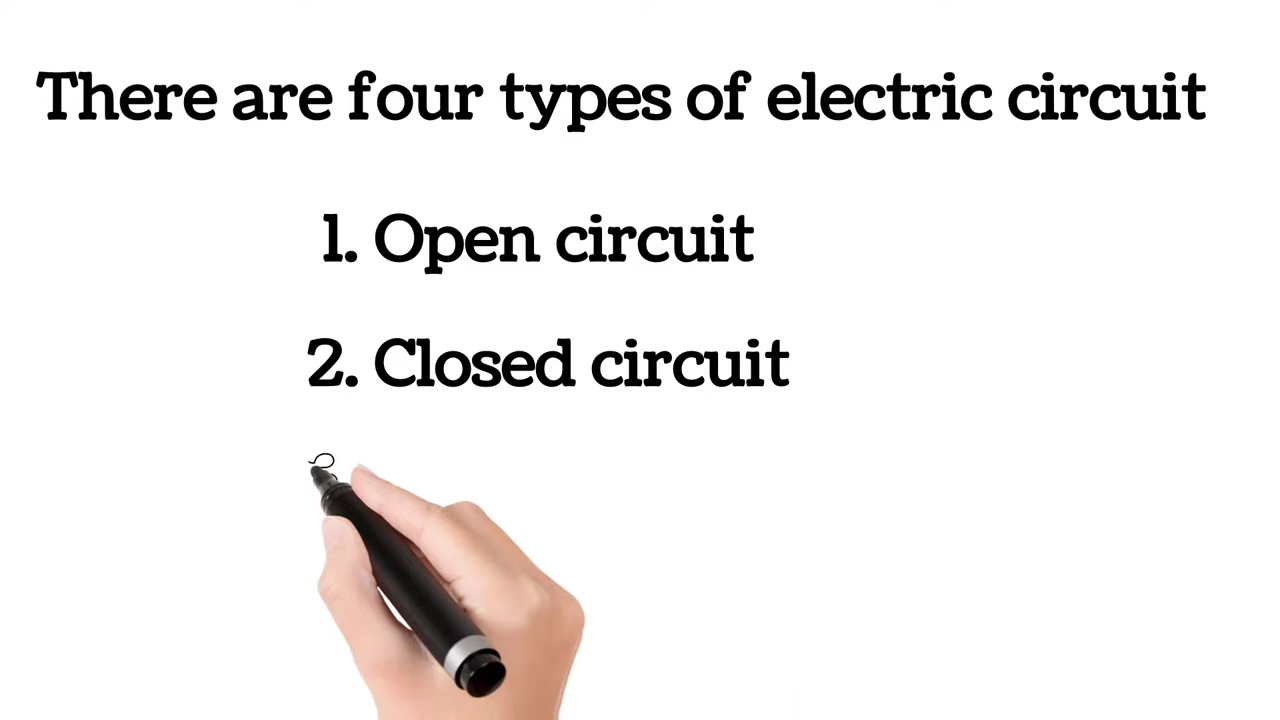 There are four types of electric circuit
1. Open circuit
2. Closed circuit